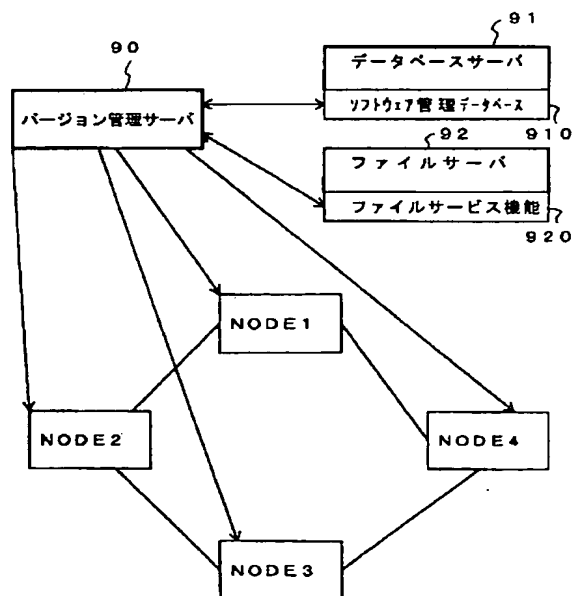 90
91
データベースサーバ
ソフトウェア管理データベース
910
バージョン管理サーバ
92
ファイルサーバ
ファイルサービス機能
920
NODE1
NODE2
NODE4
NODE3